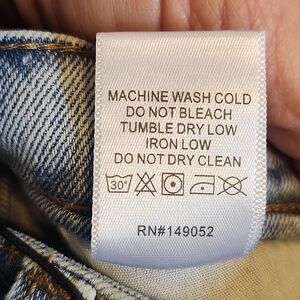 MACHINE WASH COLD
DO NOT BLEACH
TUMBLE DRY LOW
IRON LOW
DO NOT DRY CLEAN
30°
RN#149052